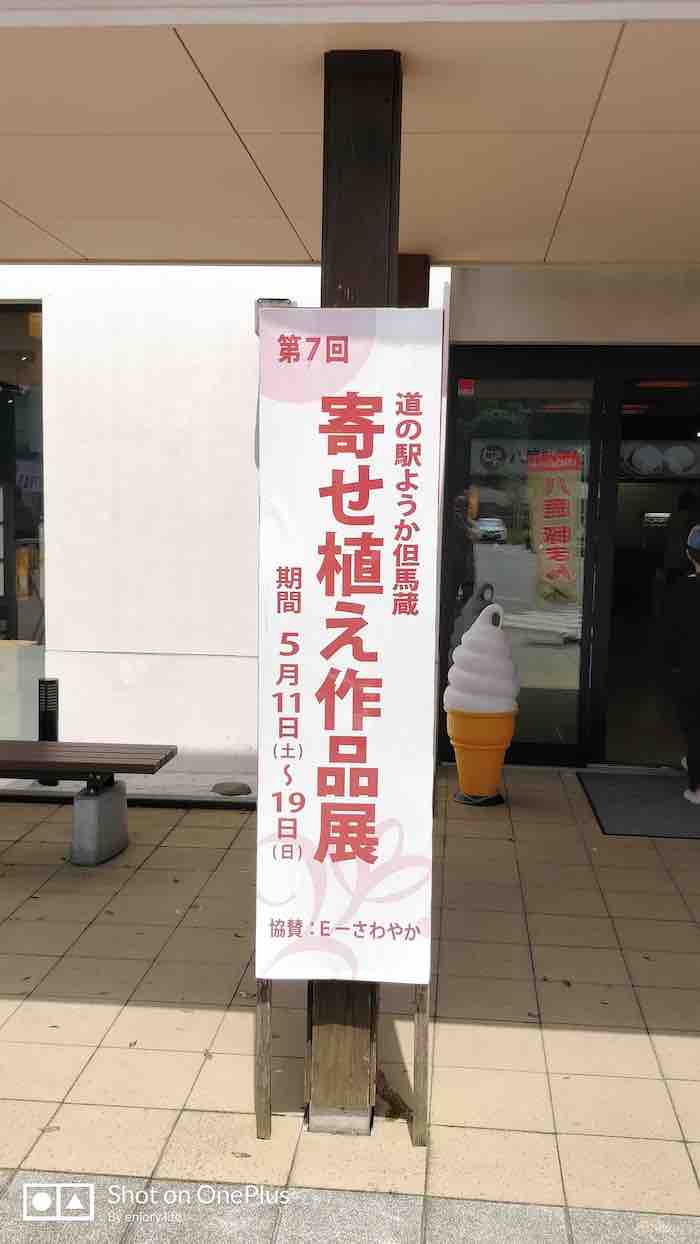 第7回
道の駅ようか但馬蔵
寄せ植え作品展
期間 5月11日(土)～19日(日)
協賛：Eーさわやか
Shot on OnePlus
By enjory.life